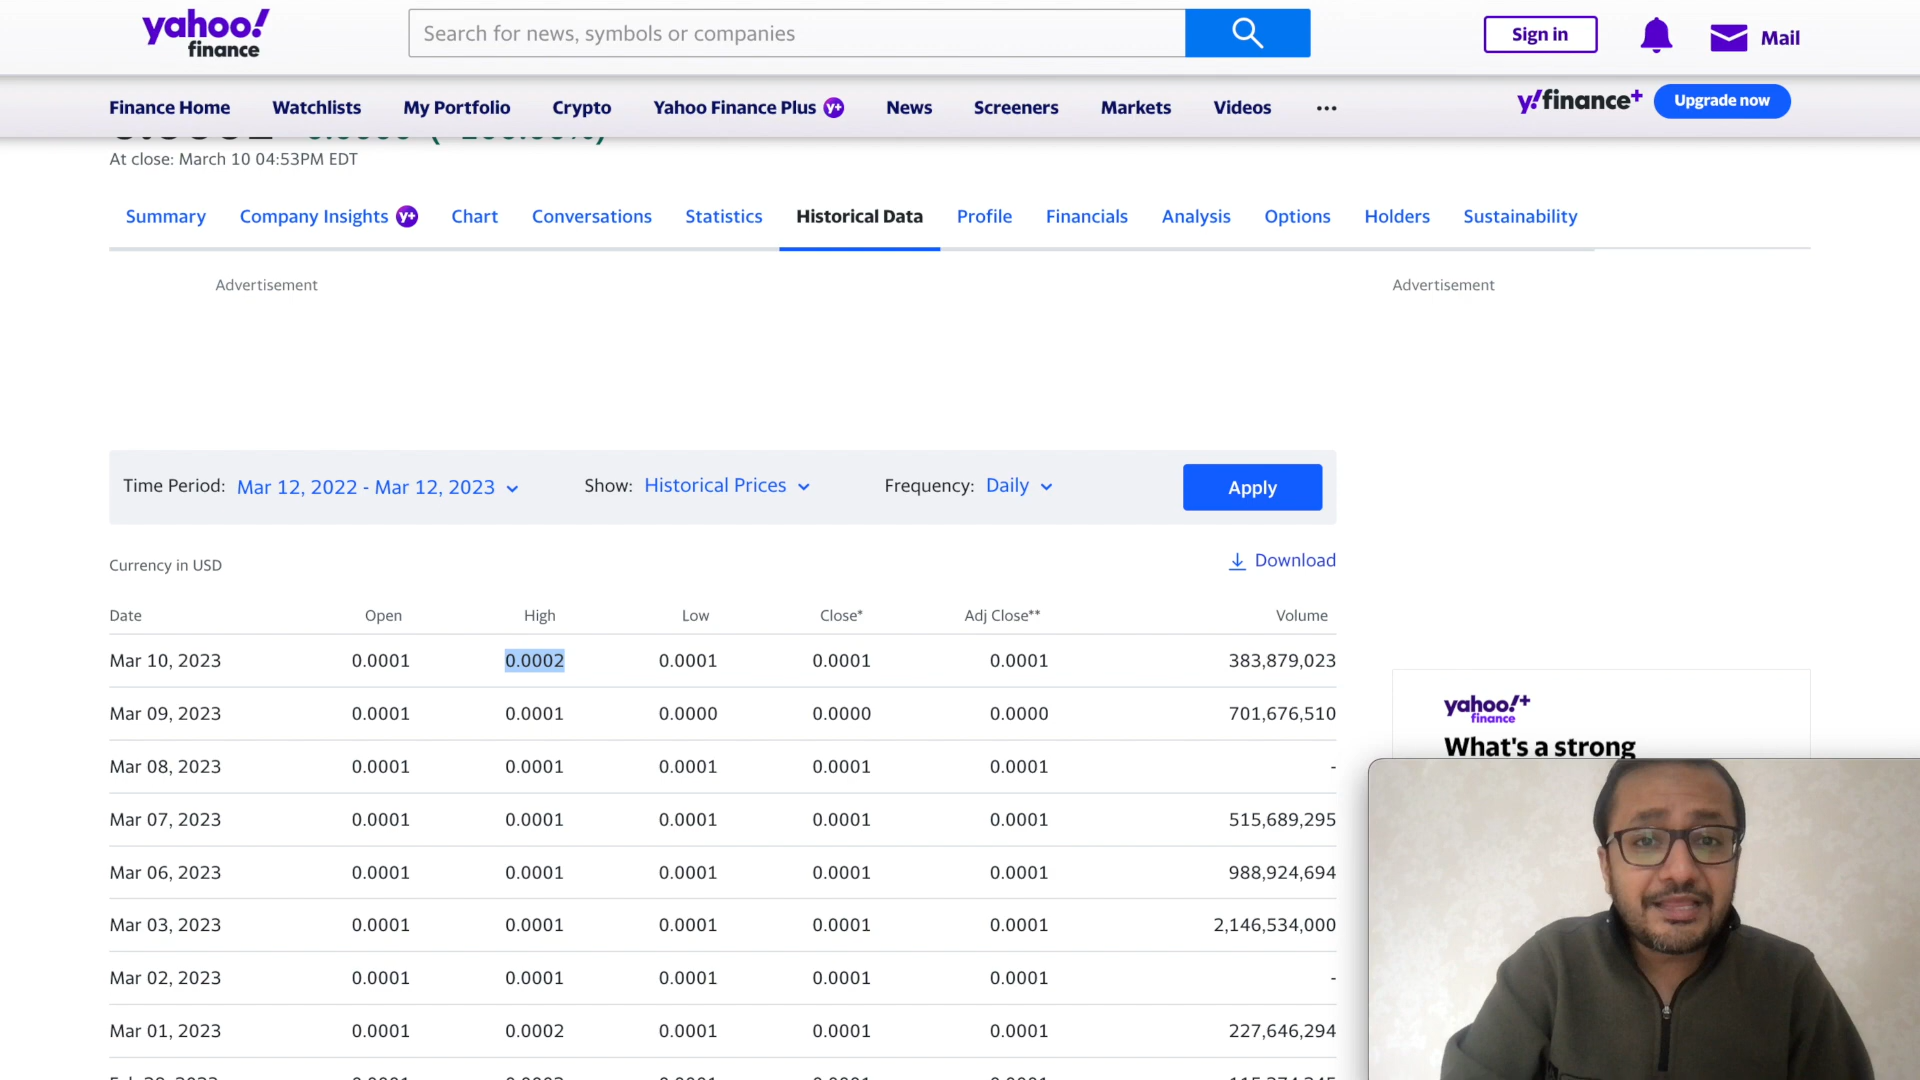 yahoo!
finance
Search for news, symbols or companies
Sign in
Mail
Finance Home Watchlists My Portfolio Crypto Yahoo Finance Plus y+ News Screeners Markets Videos ...
y!finance+ Upgrade now
At close: March 10 04:53PM EDT
Summary Company Insights y+ Chart Conversations Statistics Historical Data Profile Financials Analysis Options Holders Sustainability
Advertisement
Advertisement
Time Period: Mar 12, 2022 - Mar 12, 2023 Show: Historical Prices Frequency: Daily Apply
Currency in USD
Download
Date Open High Low Close* Adj Close** Volume
Mar 10, 2023 0.0001 0.0002 0.0001 0.0001 0.0001 383,879,023
Mar 09, 2023 0.0001 0.0001 0.0000 0.0000 0.0000 701,676,510
Mar 08, 2023 0.0001 0.0001 0.0001 0.0001 0.0001 -
Mar 07, 2023 0.0001 0.0001 0.0001 0.0001 0.0001 515,689,295
Mar 06, 2023 0.0001 0.0001 0.0001 0.0001 0.0001 988,924,694
Mar 03, 2023 0.0001 0.0001 0.0001 0.0001 0.0001 2,146,534,000
Mar 02, 2023 0.0001 0.0001 0.0001 0.0001 0.0001 -
Mar 01, 2023 0.0001 0.0002 0.0001 0.0001 0.0001 227,646,294
yahoo!+
finance
What's a strong